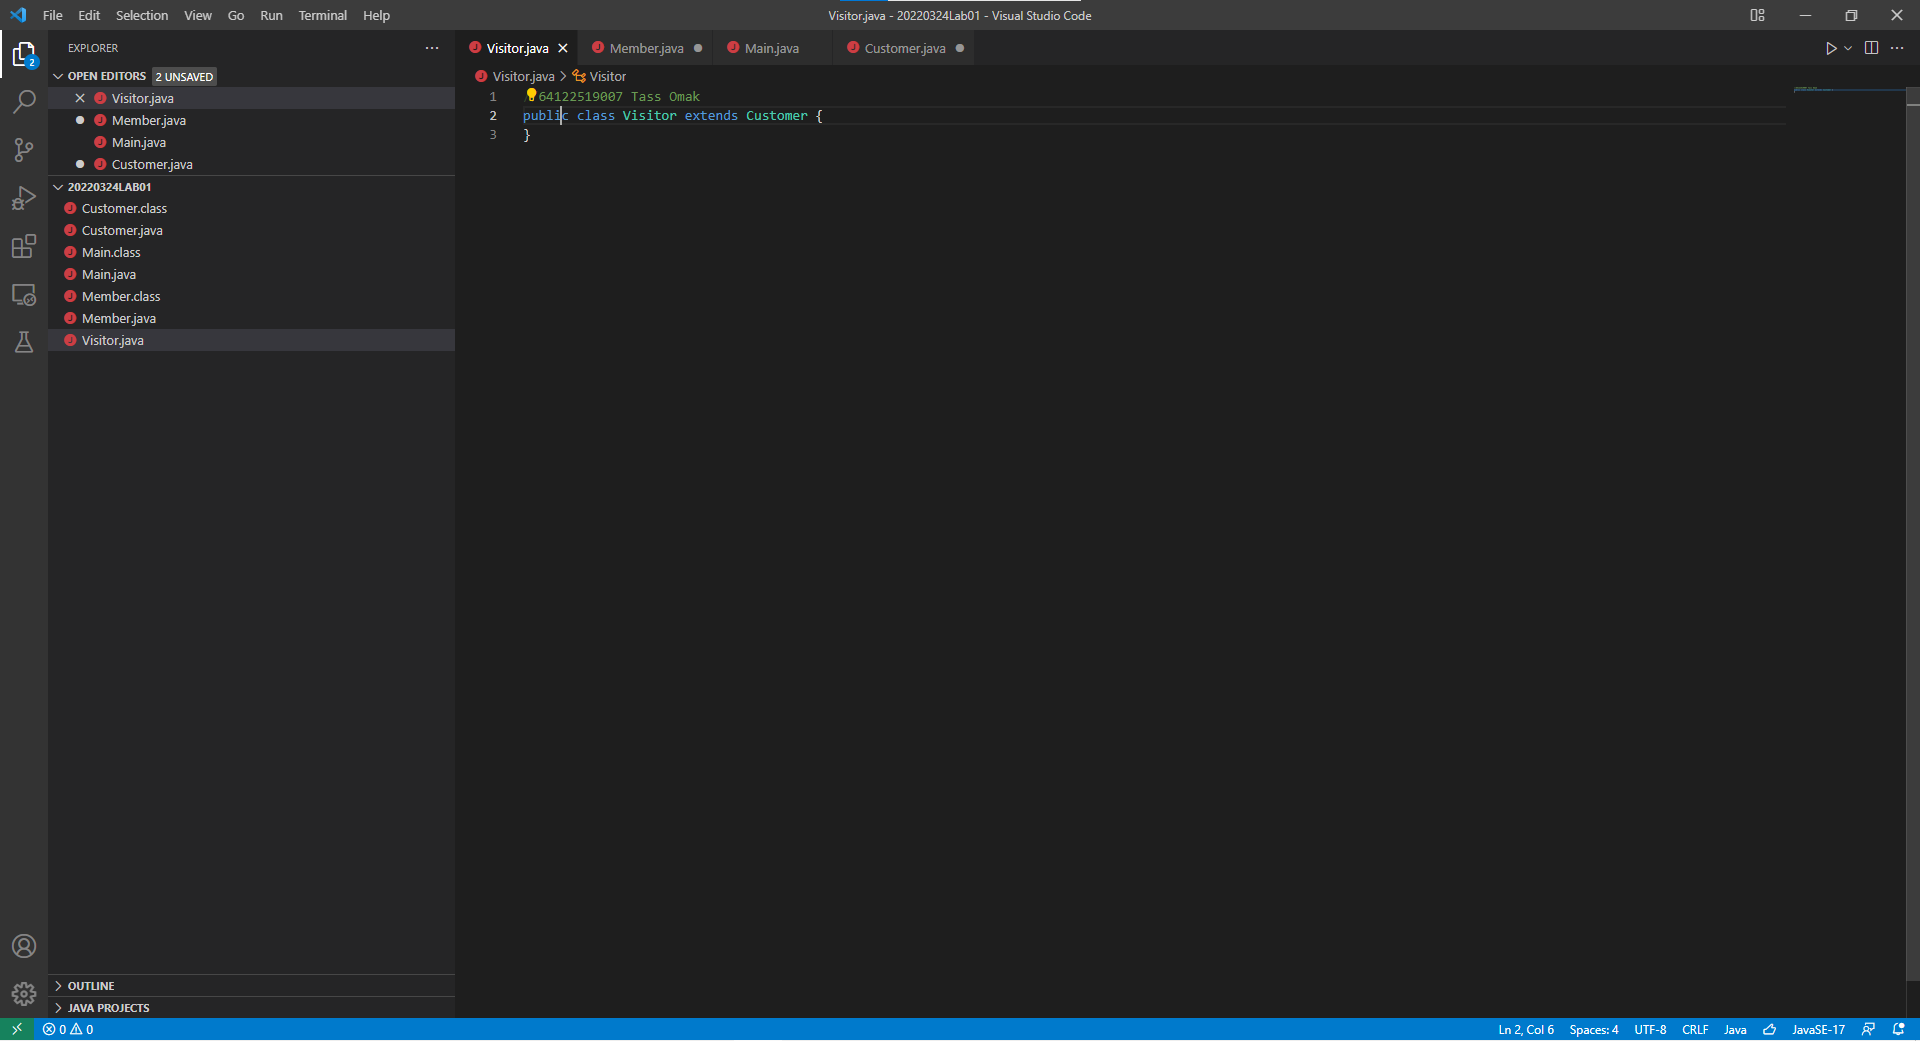 File Edit Selection View Go Run Terminal Help
Visitor.java - 20220324Lab01 - Visual Studio Code
EXPLORER
OPEN EDITORS 2 UNSAVED
Visitor.java
Member.java
Main.java
Customer.java
20220324LAB01
Customer.class
Customer.java
Main.class
Main.java
Member.class
Member.java
Visitor.java
OUTLINE
JAVA PROJECTS
2
Visitor.java Member.java Main.java Customer.java
Visitor.java Visitor
1 64122519007 Tass Omak
2 public class Visitor extends Customer {
3 }
0 0
Ln 2, Col 6 Spaces: 4 UTF-8 CRLF Java JavaSE-17